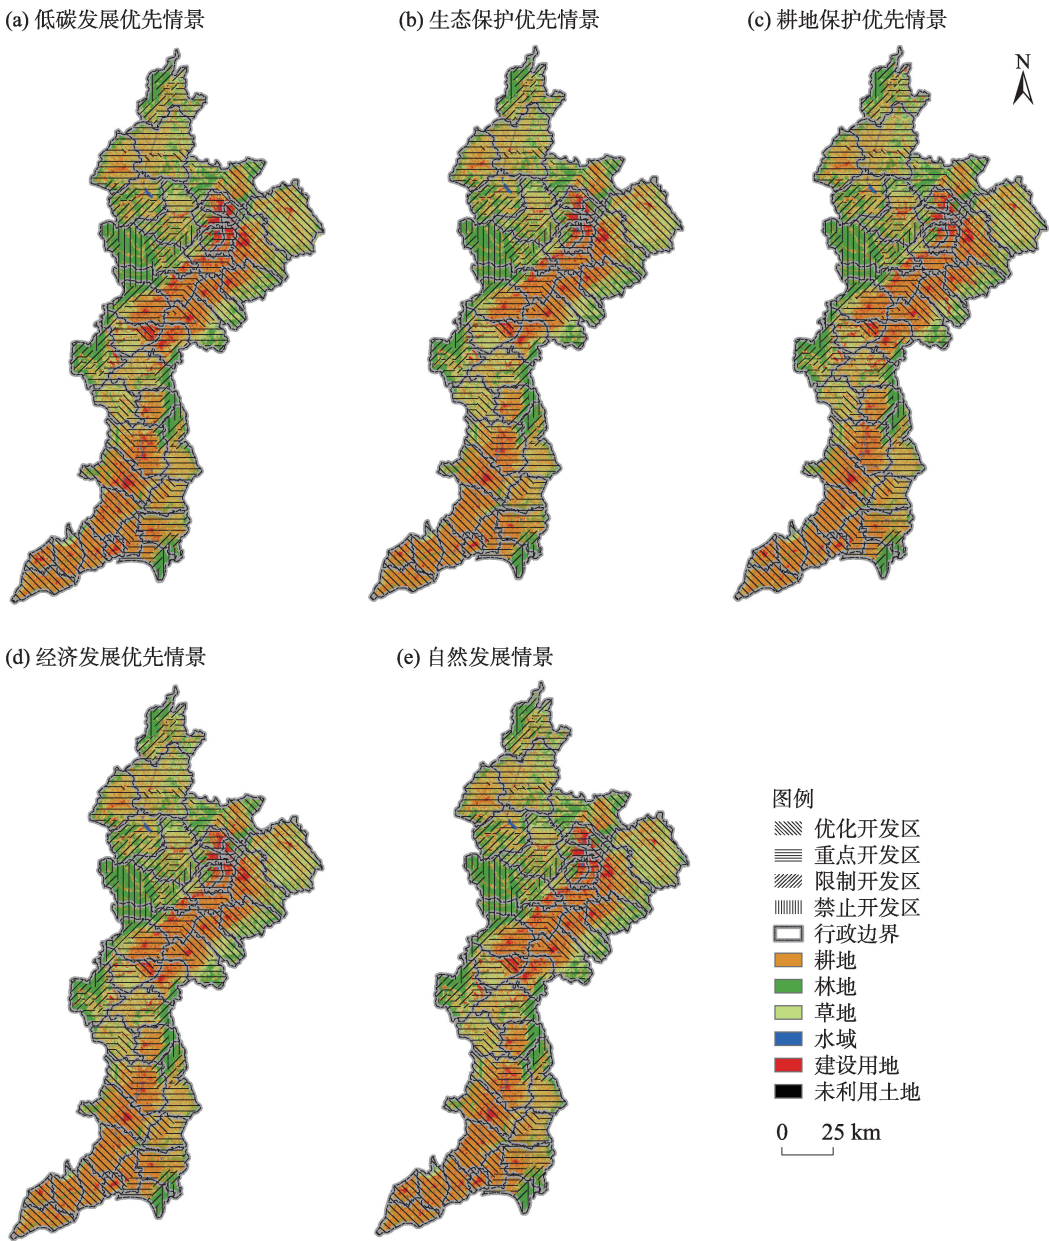 (a) 低碳发展优先情景
(b) 生态保护优先情景
(c) 耕地保护优先情景
N
(d) 经济发展优先情景
(e) 自然发展情景
图例
优化开发区
重点开发区
限制开发区
禁止开发区
行政边界
耕地
林地
草地
水域
建设用地
未利用土地
0 25 km